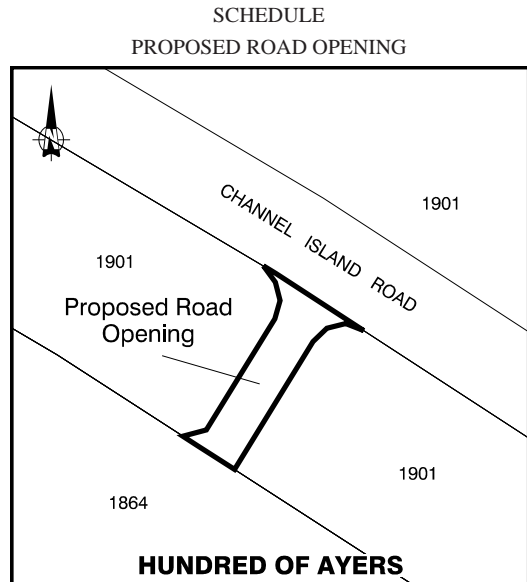 SCHEDULE
PROPOSED ROAD OPENING
CHANNEL ISLAND ROAD
1901
1901
Proposed Road
Opening
1901
1864
HUNDRED OF AYERS